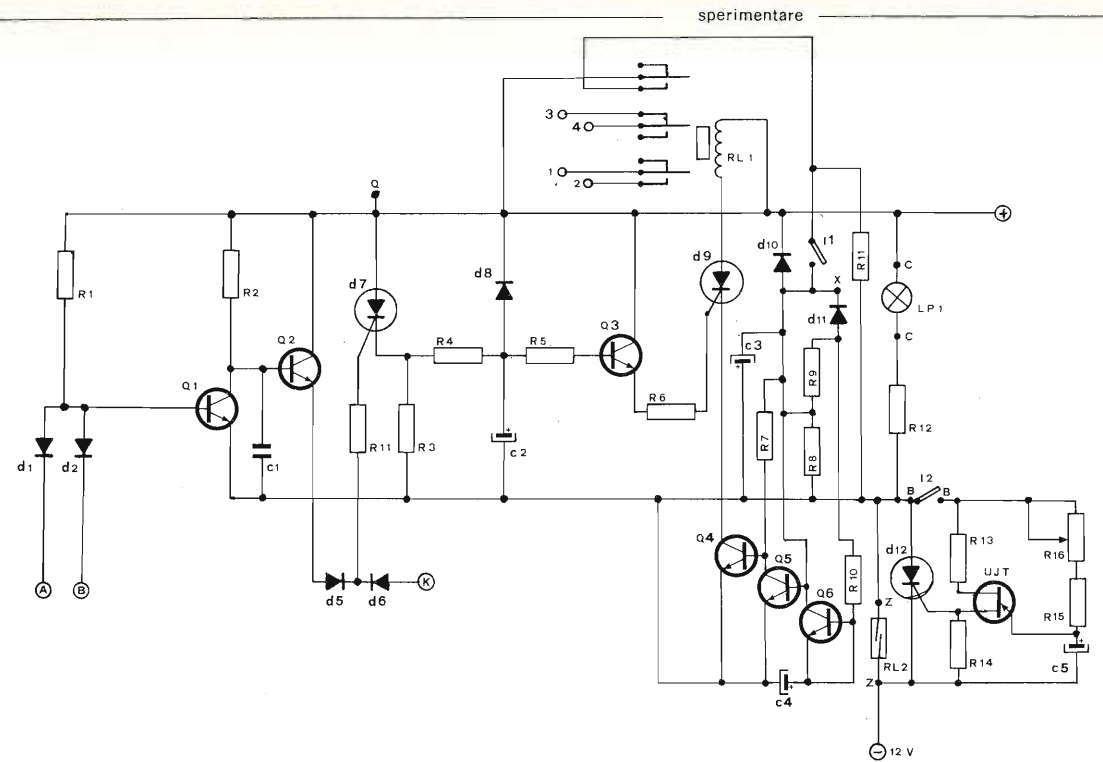 sperimentare
3
4
1
2
RL 1
Q
+
R1
R2
d7
d8
d9
d10
I1
R11
C
X
LP1
d11
C
Q2
Q3
R4
R5
c3
R9
Q1
R6
R12
R7
R8
d1
d2
c1
R11
R3
c2
I2
B
B
Q4
R13
R16
d12
Q5
UJT
A
B
d5
d6
K
Q6
R10
Z
R15
RL2
R14
c5
Z
c4
12 V